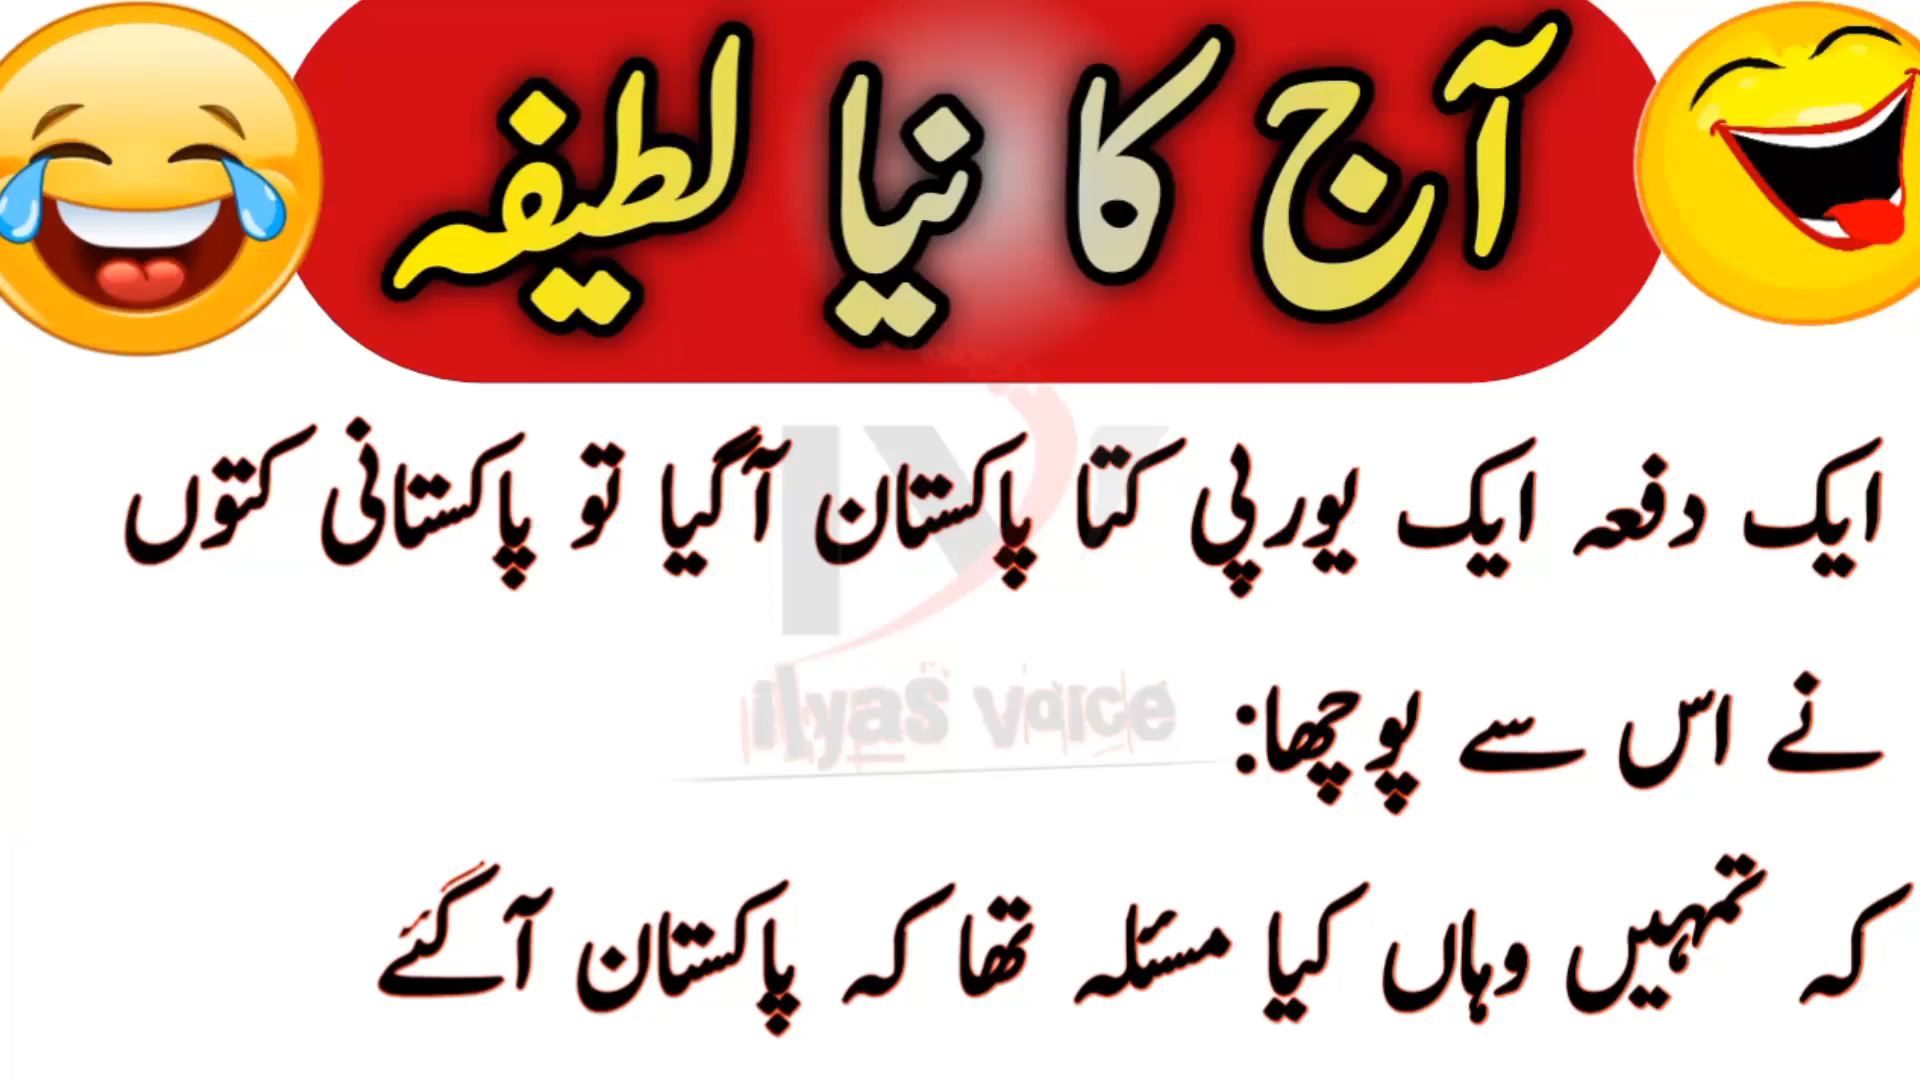 آج کا نیا لطیفہ
ایک دفعہ ایک یورپی کتا پاکستان آگیا تو پاکستانی کتوں
نے اس سے پوچھا:
ilyas voice
کہ تمہیں وہاں کیا مسئلہ تھا کہ پاکستان آگئے